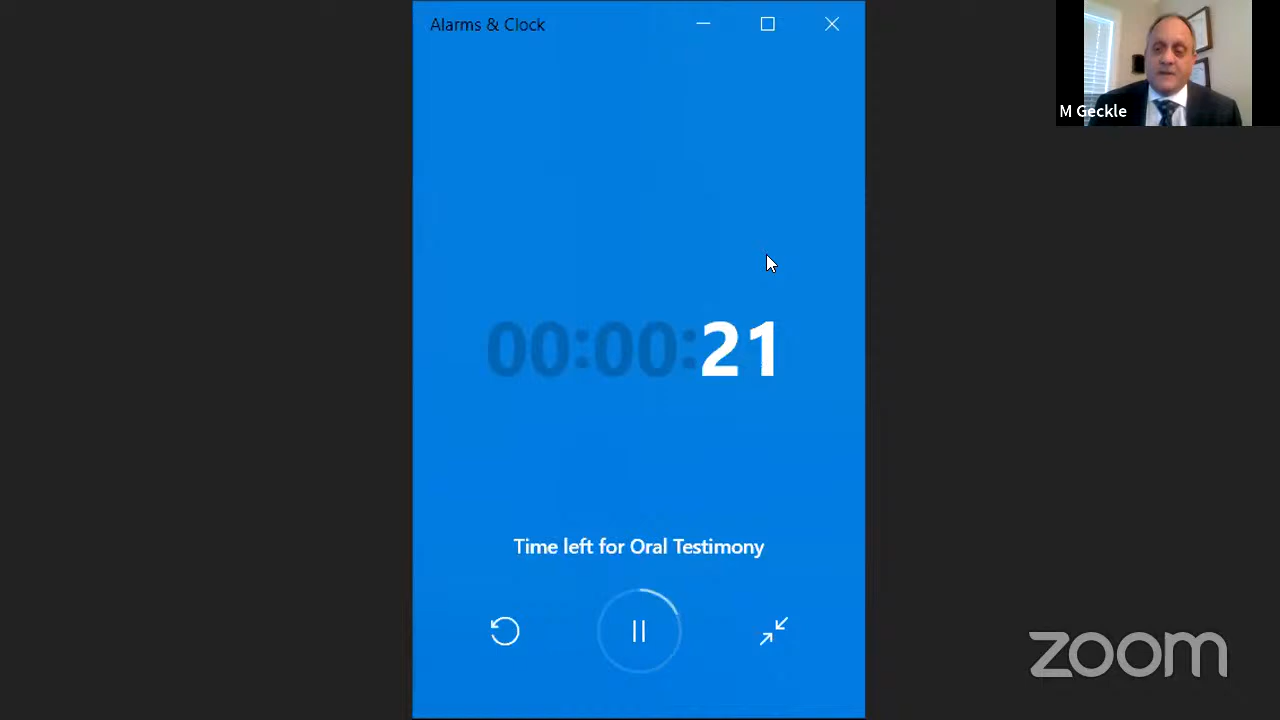 Alarms & Clock
M Geckle
00:00:21
Time left for Oral Testimony
zoom